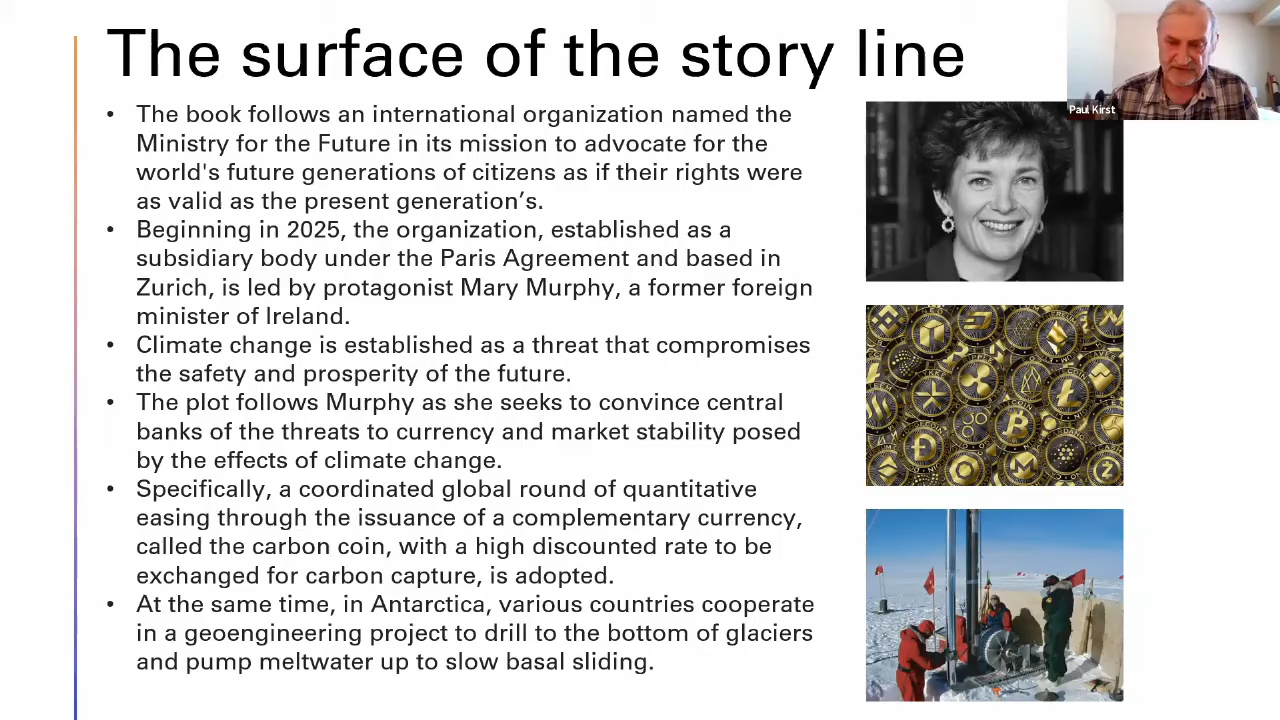 The surface of the story line
Paul Kirst
• The book follows an international organization named the
Ministry for the Future in its mission to advocate for the
world's future generations of citizens as if their rights were
as valid as the present generation’s.
• Beginning in 2025, the organization, established as a
subsidiary body under the Paris Agreement and based in
Zurich, is led by protagonist Mary Murphy, a former foreign
minister of Ireland.
• Climate change is established as a threat that compromises
the safety and prosperity of the future.
• The plot follows Murphy as she seeks to convince central
banks of the threats to currency and market stability posed
by the effects of climate change.
• Specifically, a coordinated global round of quantitative
easing through the issuance of a complementary currency,
called the carbon coin, with a high discounted rate to be
exchanged for carbon capture, is adopted.
• At the same time, in Antarctica, various countries cooperate
in a geoengineering project to drill to the bottom of glaciers
and pump meltwater up to slow basal sliding.